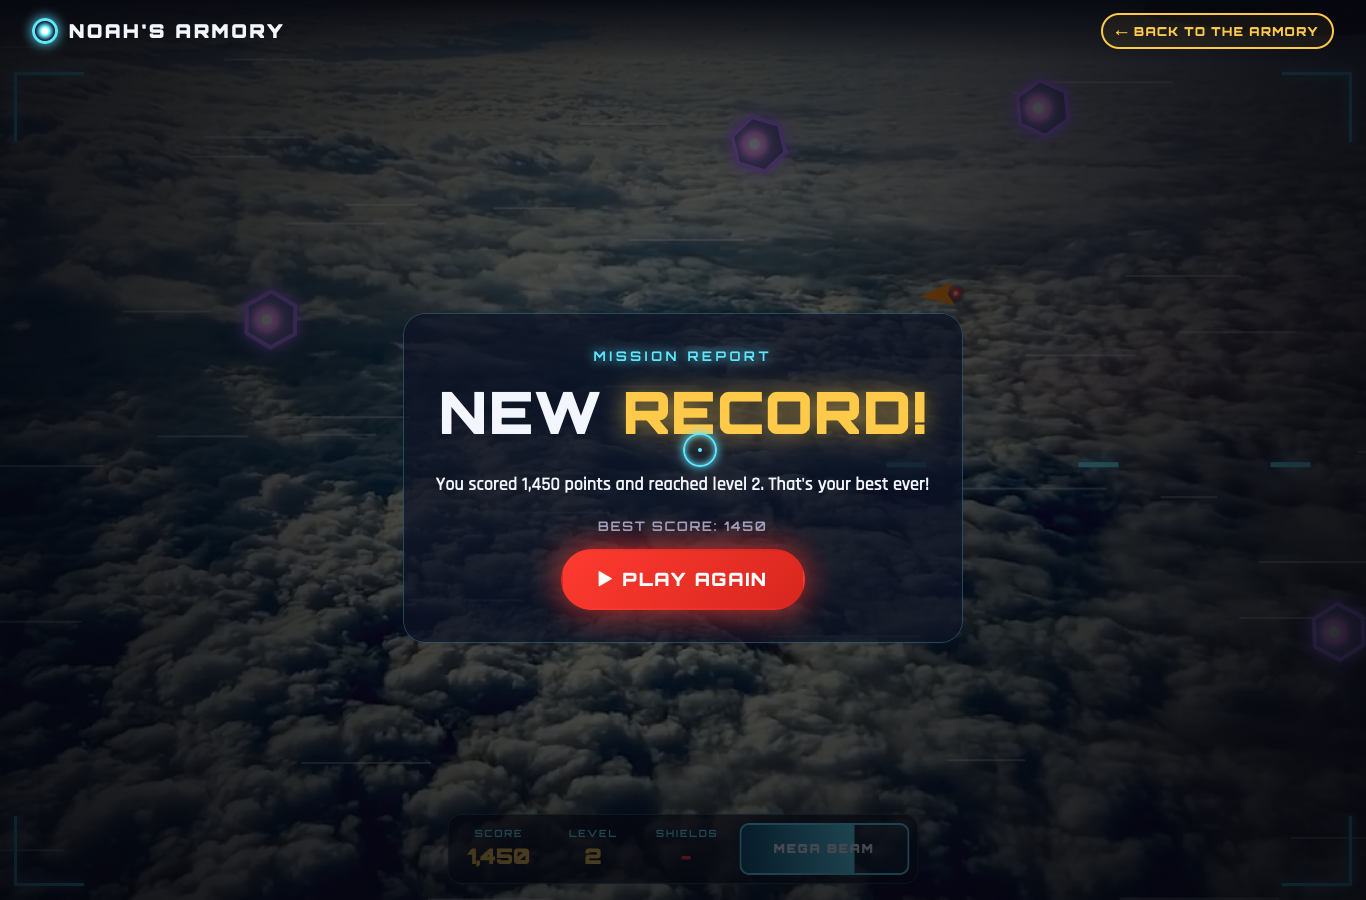 NOAH'S ARMORY
← BACK TO THE ARMORY
MISSION REPORT
NEW RECORD!
You scored 1,450 points and reached level 2. That's your best ever!
BEST SCORE: 1450
▶ PLAY AGAIN
SCORE LEVEL SHIELDS
1,450 2 -
MEGA BEAM